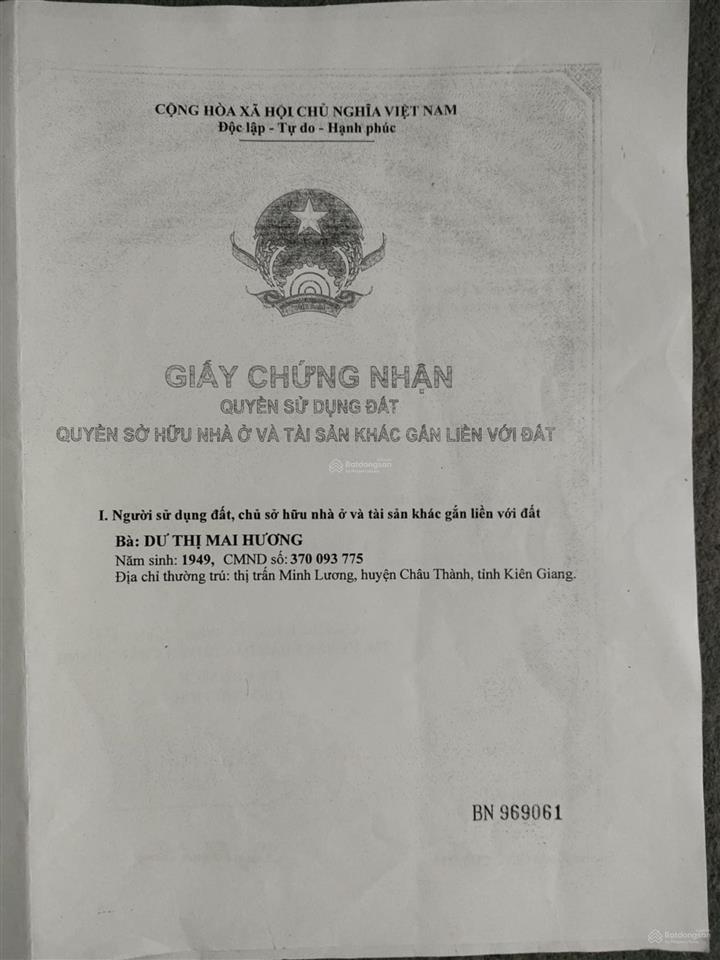 CỘNG HÒA XÃ HỘI CHỦ NGHĨA VIỆT NAM
Độc lập - Tự do - Hạnh phúc
GIẤY CHỨNG NHẬN
QUYỀN SỬ DỤNG ĐẤT
QUYỀN SỞ HỮU NHÀ Ở VÀ TÀI SẢN KHÁC GẮN LIỀN VỚI ĐẤT
Batdongsan
I. Người sử dụng đất, chủ sở hữu nhà ở và tài sản khác gắn liền với đất
Bà: DƯ THỊ MAI HƯƠNG
Năm sinh: 1949, CMND số: 370 093 775
Địa chỉ thường trú: thị trấn Minh Lương, huyện Châu Thành, tỉnh Kiên Giang.
BN 969061
Batdongsan